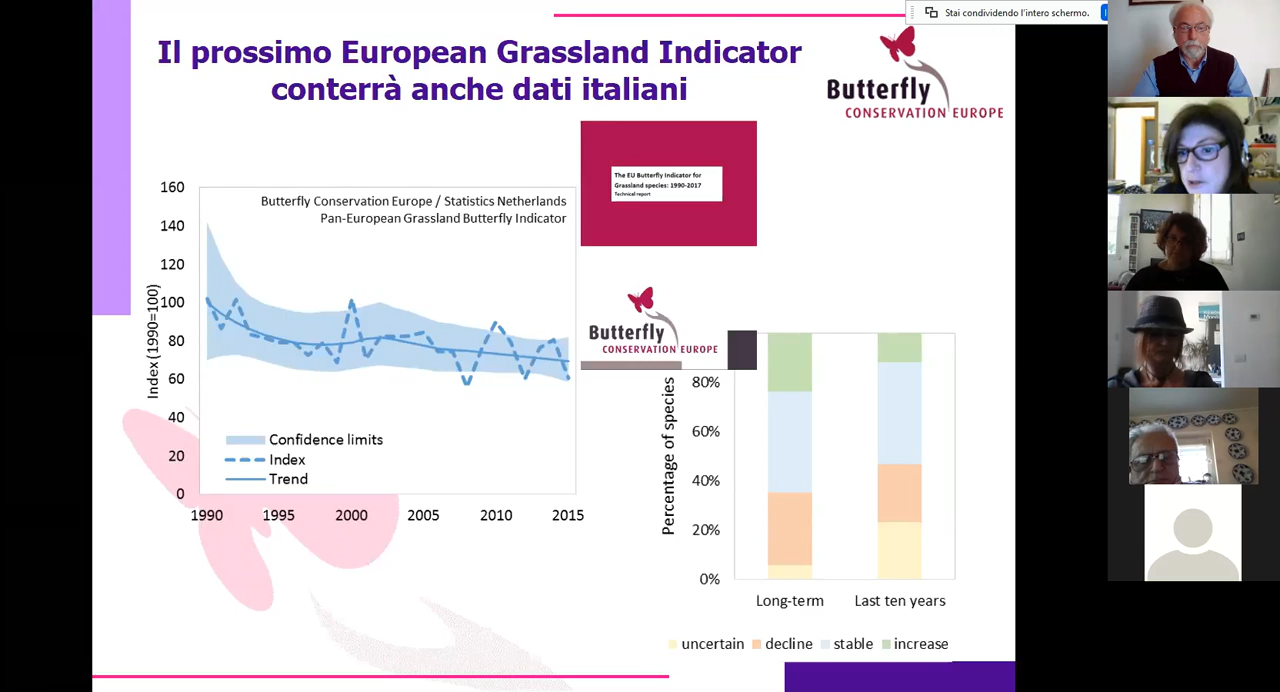 Stai condividendo l'intero schermo.
Il prossimo European Grassland Indicator
conterrà anche dati italiani
Butterfly
CONSERVATION EUROPE
The EU Butterfly Indicator for
Grassland species: 1990-2017
Technical report
Butterfly Conservation Europe / Statistics Netherlands
Pan-European Grassland Butterfly Indicator
Index (1990=100)
160
140
120
100
80
60
40
20
0
1990 1995 2000 2005 2010 2015
Confidence limits
Index
Trend
Butterfly
CONSERVATION EUROPE
Percentage of species
80%
60%
40%
20%
0%
Long-term Last ten years
uncertain decline stable increase